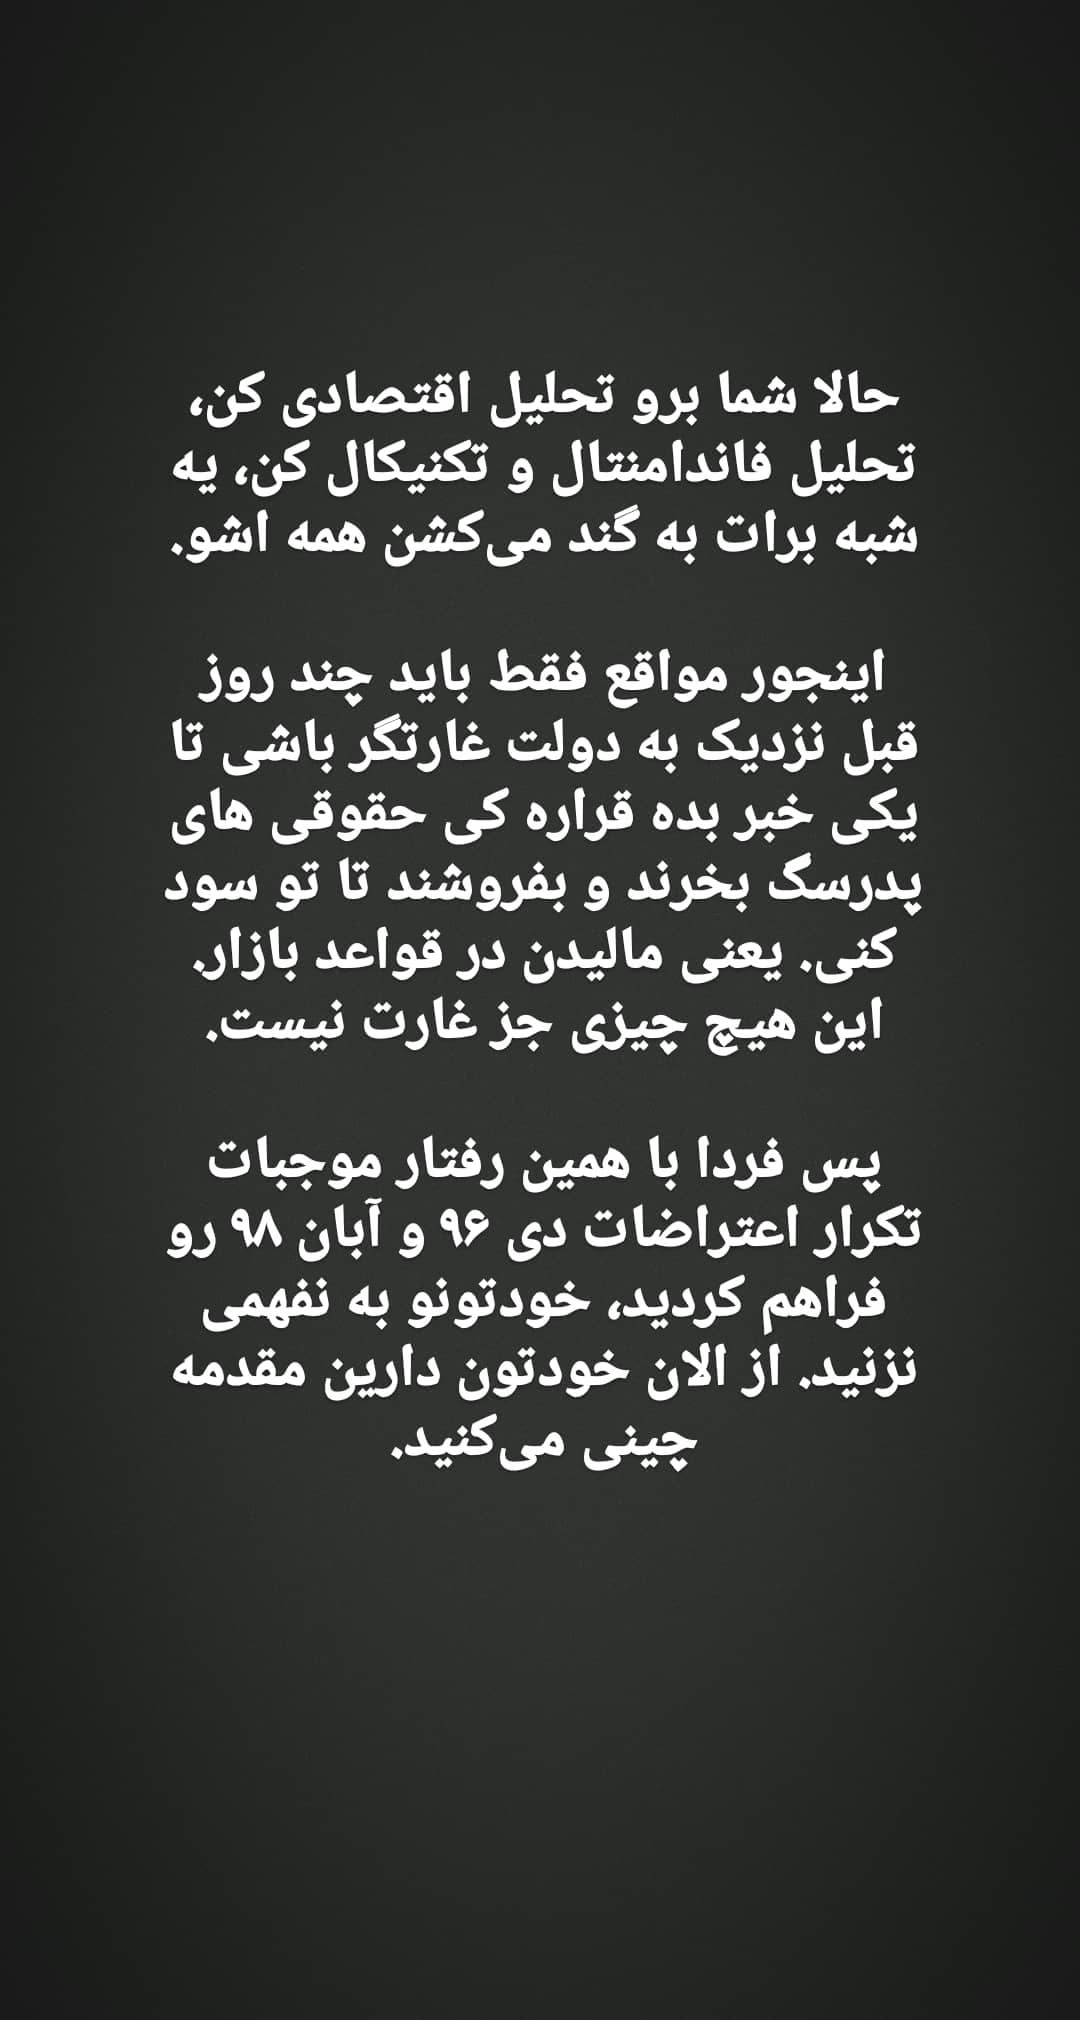 حالا شما برو تحلیل اقتصادی کن،
تحلیل فاندامنتال و تکنیکال کن، یه
شبه برات به گند می‌کشن همه اشو.
اینجور مواقع فقط باید چند روز
قبل نزدیک به دولت غارتگر باشی تا
یکی خبر بده قراره کی حقوقی های
پدرسگ بخرند و بفروشند تا تو سود
کنی. یعنی مالیدن در قواعد بازار.
این هیچ چیزی جز غارت نیست.
پس فردا با همین رفتار موجبات
تکرار اعتراضات دی ۹۶ و آبان ۹۸ رو
فراهم کردید، خودتونو به نفهمی
نزنید. از الان خودتون دارین مقدمه
چینی می‌کنید.